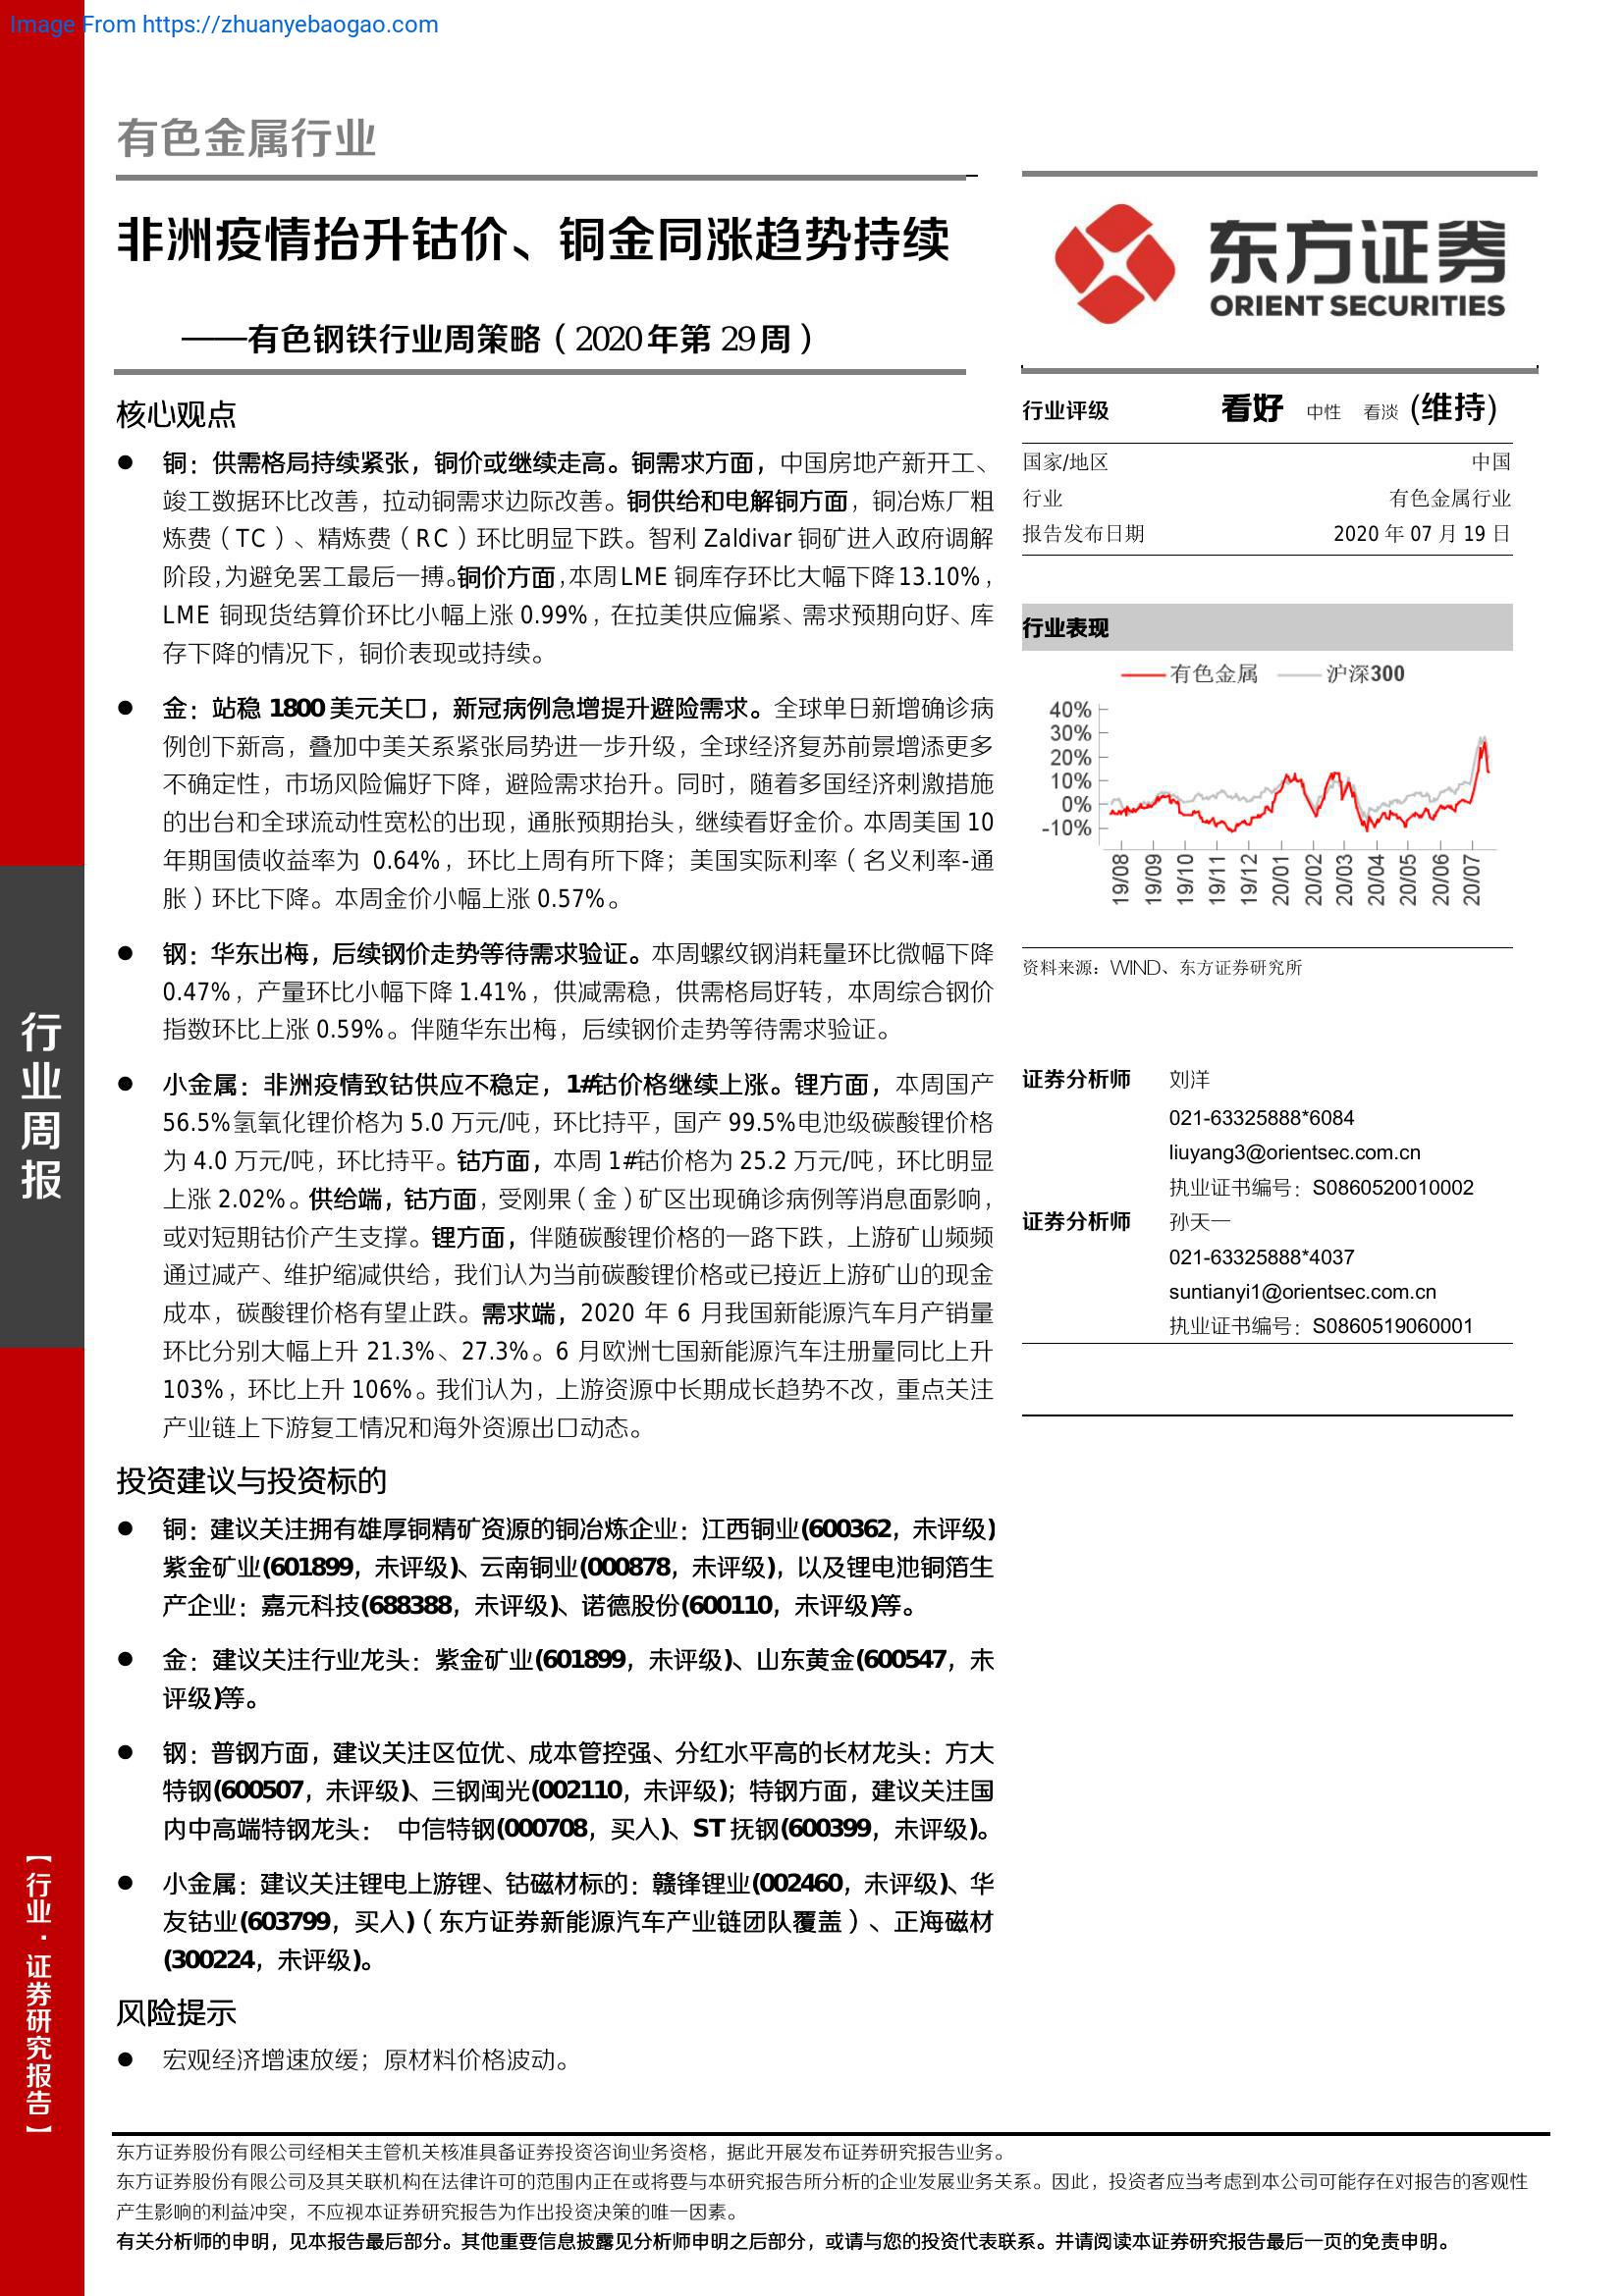 Image From https://zhuanyebaogao.com
有色金属行业
非洲疫情抬升钴价、铜金同涨趋势持续
——有色钢铁行业周策略（2020年第 29周）
核心观点
● 铜：供需格局持续紧张，铜价或继续走高。铜需求方面，中国房地产新开工、
竣工数据环比改善，拉动铜需求边际改善。铜供给和电解铜方面，铜冶炼厂粗
炼费（TC）、精炼费（RC）环比明显下跌。智利 Zaldivar 铜矿进入政府调解
阶段，为避免罢工最后一搏。铜价方面，本周LME 铜库存环比大幅下降13.10%，
LME 铜现货结算价环比小幅上涨 0.99%，在拉美供应偏紧、需求预期向好、库
存下降的情况下，铜价表现或持续。
● 金：站稳 1800 美元关口，新冠病例急增提升避险需求。全球单日新增确诊病
例创下新高，叠加中美关系紧张局势进一步升级，全球经济复苏前景增添更多
不确定性，市场风险偏好下降，避险需求抬升。同时，随着多国经济刺激措施
的出台和全球流动性宽松的出现，通胀预期抬头，继续看好金价。本周美国 10
年期国债收益率为 0.64%，环比上周有所下降；美国实际利率（名义利率-通
胀）环比下降。本周金价小幅上涨 0.57%。
● 钢：华东出梅，后续钢价走势等待需求验证。本周螺纹钢消耗量环比微幅下降
0.47%，产量环比小幅下降 1.41%，供减需稳，供需格局好转，本周综合钢价
指数环比上涨 0.59%。伴随华东出梅，后续钢价走势等待需求验证。
● 小金属：非洲疫情致钴供应不稳定，1#钴价格继续上涨。锂方面，本周国产
56.5%氢氧化锂价格为 5.0 万元/吨，环比持平，国产 99.5%电池级碳酸锂价格
为 4.0 万元/吨，环比持平。钴方面，本周 1#钴价格为 25.2 万元/吨，环比明显
上涨 2.02%。供给端，钴方面，受刚果（金）矿区出现确诊病例等消息面影响，
或对短期钴价产生支撑。锂方面，伴随碳酸锂价格的一路下跌，上游矿山频频
通过减产、维护缩减供给，我们认为当前碳酸锂价格或已接近上游矿山的现金
成本，碳酸锂价格有望止跌。需求端，2020 年 6 月我国新能源汽车月产销量
环比分别大幅上升 21.3%、27.3%。6 月欧洲七国新能源汽车注册量同比上升
103%，环比上升 106%。我们认为，上游资源中长期成长趋势不改，重点关注
产业链上下游复工情况和海外资源出口动态。
投资建议与投资标的
● 铜：建议关注拥有雄厚铜精矿资源的铜冶炼企业：江西铜业(600362，未评级)
紫金矿业(601899，未评级)、云南铜业(000878，未评级)，以及锂电池铜箔生
产企业：嘉元科技(688388，未评级)、诺德股份(600110，未评级)等。
● 金：建议关注行业龙头：紫金矿业(601899，未评级)、山东黄金(600547，未
评级)等。
● 钢：普钢方面，建议关注区位优、成本管控强、分红水平高的长材龙头：方大
特钢(600507，未评级)、三钢闽光(002110，未评级)；特钢方面，建议关注国
内中高端特钢龙头： 中信特钢(000708，买入)、ST 抚钢(600399，未评级)。
● 小金属：建议关注锂电上游锂、钴磁材标的：赣锋锂业(002460，未评级)、华
友钴业(603799，买入)（东方证券新能源汽车产业链团队覆盖）、正海磁材
(300224，未评级)。
风险提示
● 宏观经济增速放缓；原材料价格波动。
东方证券
ORIENT SECURITIES
行业评级 看好 中性 看淡 (维持)
国家/地区 中国
行业 有色金属行业
报告发布日期 2020 年 07 月 19 日
行业表现
有色金属 沪深300
40%
30%
20%
10%
0%
-10%
19/08 19/09 19/10 19/11 19/12 20/01 20/02 20/03 20/04 20/05 20/06 20/07
资料来源：WIND、东方证券研究所
证券分析师 刘洋
021-63325888*6084
liuyang3@orientsec.com.cn
执业证书编号：S0860520010002
证券分析师 孙天一
021-63325888*4037
suntianyi1@orientsec.com.cn
执业证书编号：S0860519060001
行业周报
【行业·证券研究报告】
东方证券股份有限公司经相关主管机关核准具备证券投资咨询业务资格，据此开展发布证券研究报告业务。
东方证券股份有限公司及其关联机构在法律许可的范围内正在或将要与本研究报告所分析的企业发展业务关系。因此，投资者应当考虑到本公司可能存在对报告的客观性
产生影响的利益冲突，不应视本证券研究报告为作出投资决策的唯一因素。
有关分析师的申明，见本报告最后部分。其他重要信息披露见分析师申明之后部分，或请与您的投资代表联系。并请阅读本证券研究报告最后一页的免责申明。